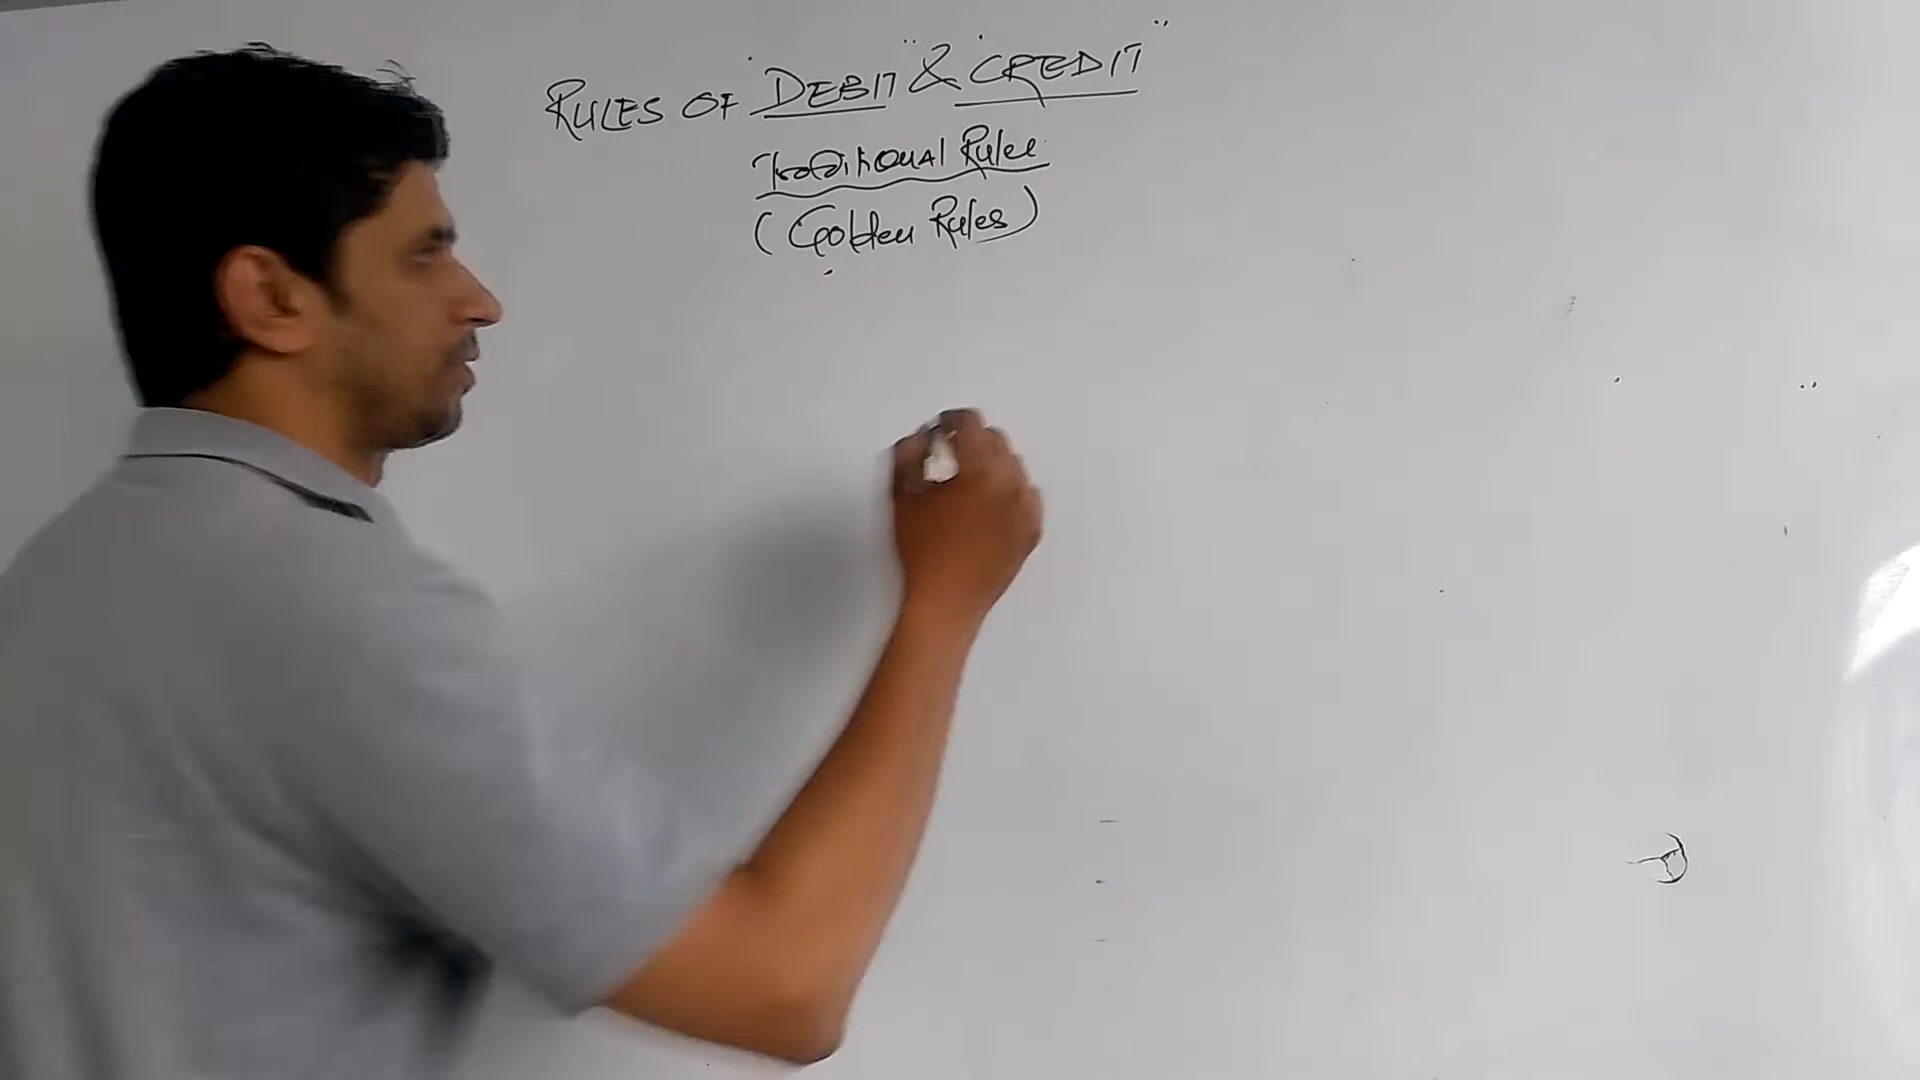 RULES OF "DEBIT" & "CREDIT"
Traditional Rules
(Golden Rules)